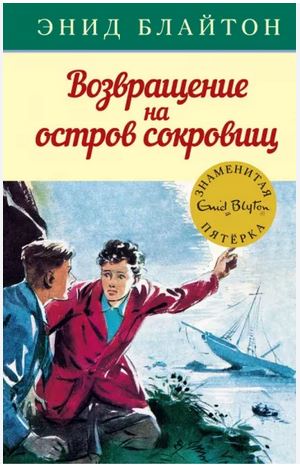 ЭНИД БЛАЙТОН
Возвращение
на
остров сокровищ
ЗНАМЕНИТАЯ
Enid Blyton
ПЯТЁРКА